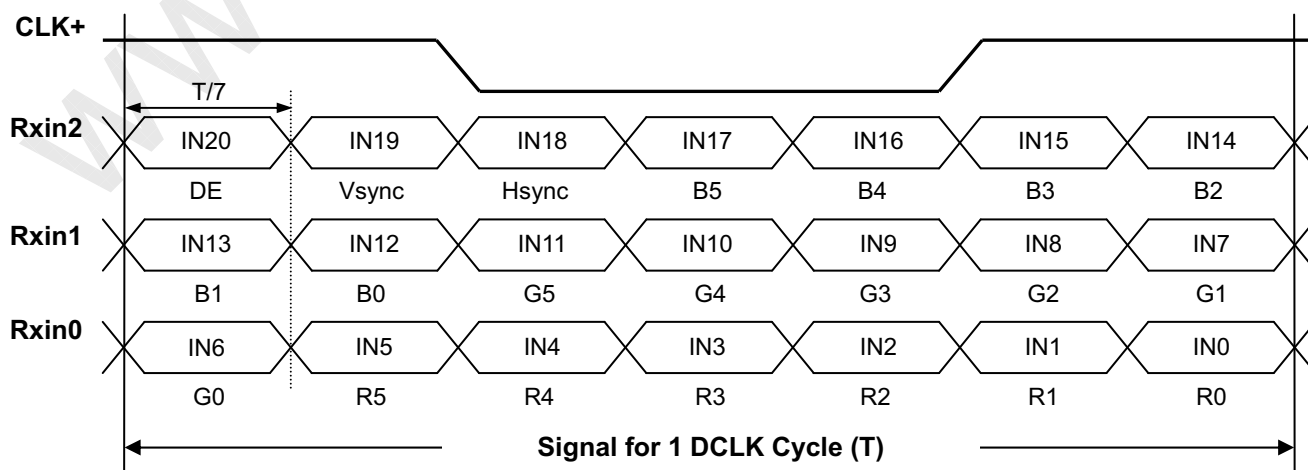 CLK+
T/7
Rxin2 IN20 IN19 IN18 IN17 IN16 IN15 IN14
DE Vsync Hsync B5 B4 B3 B2
Rxin1 IN13 IN12 IN11 IN10 IN9 IN8 IN7
B1 B0 G5 G4 G3 G2 G1
Rxin0 IN6 IN5 IN4 IN3 IN2 IN1 IN0
G0 R5 R4 R3 R2 R1 R0
Signal for 1 DCLK Cycle (T)